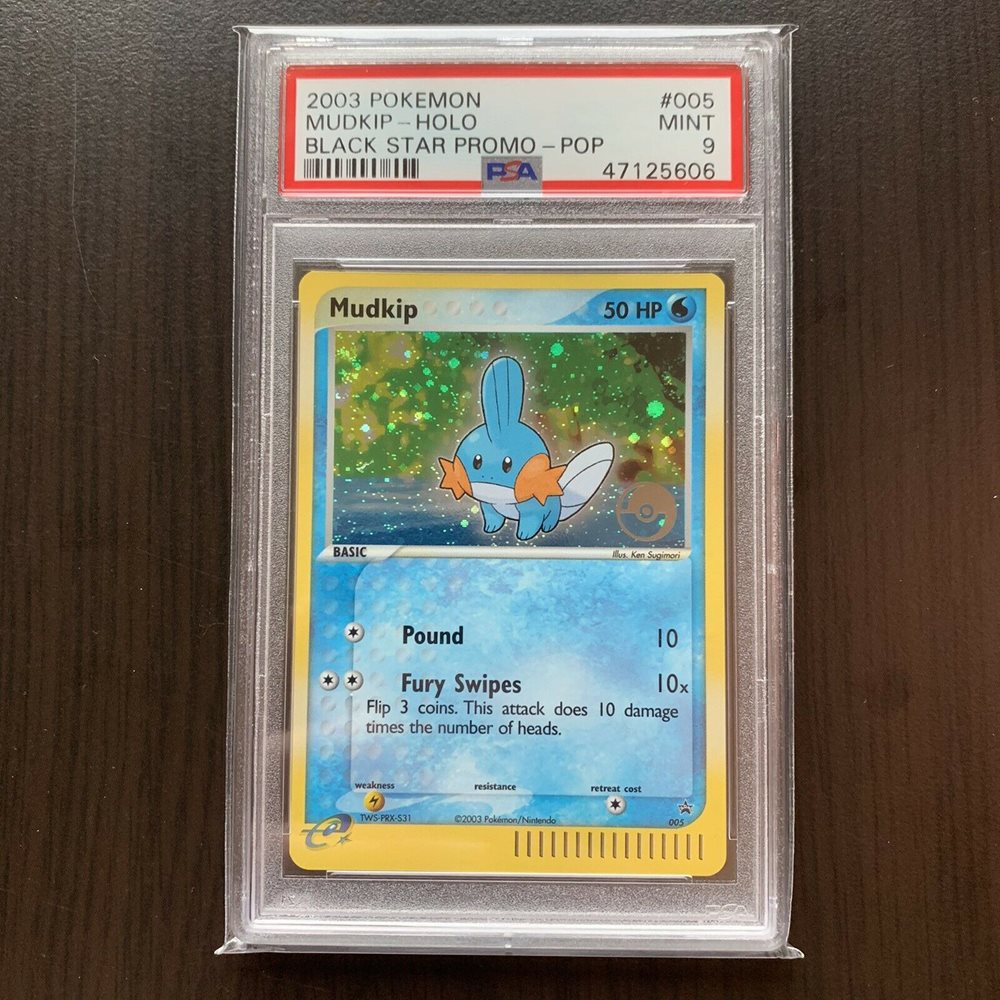 2003 POKEMON #005
MUDKIP - HOLO MINT
BLACK STAR PROMO - POP 9
PSA 47125606
Mudkip 50 HP
BASIC Illus. Ken Sugimori
Pound 10
Fury Swipes 10x
Flip 3 coins. This attack does 10 damage
times the number of heads.
weakness resistance retreat cost
TWS-PRX-S31 ©2003 Pokémon/Nintendo 005
e
PSA